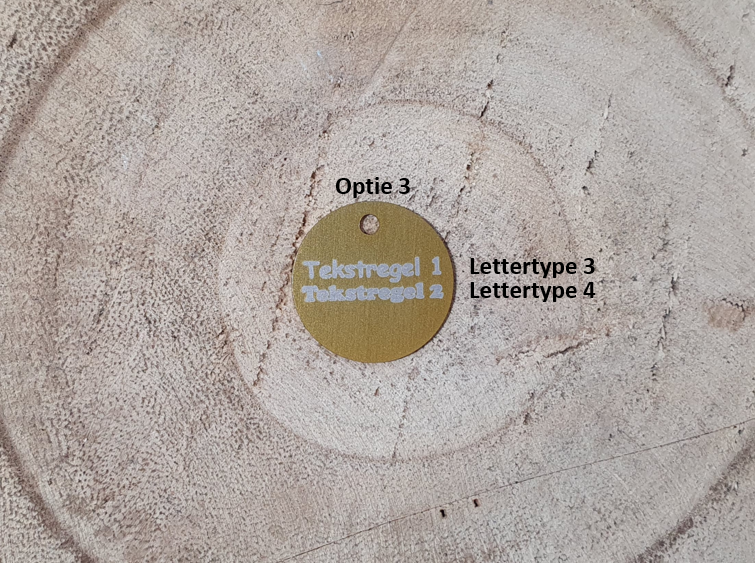 Optie 3
Tekstregel 1
Tekstregel 2
Lettertype 3
Lettertype 4